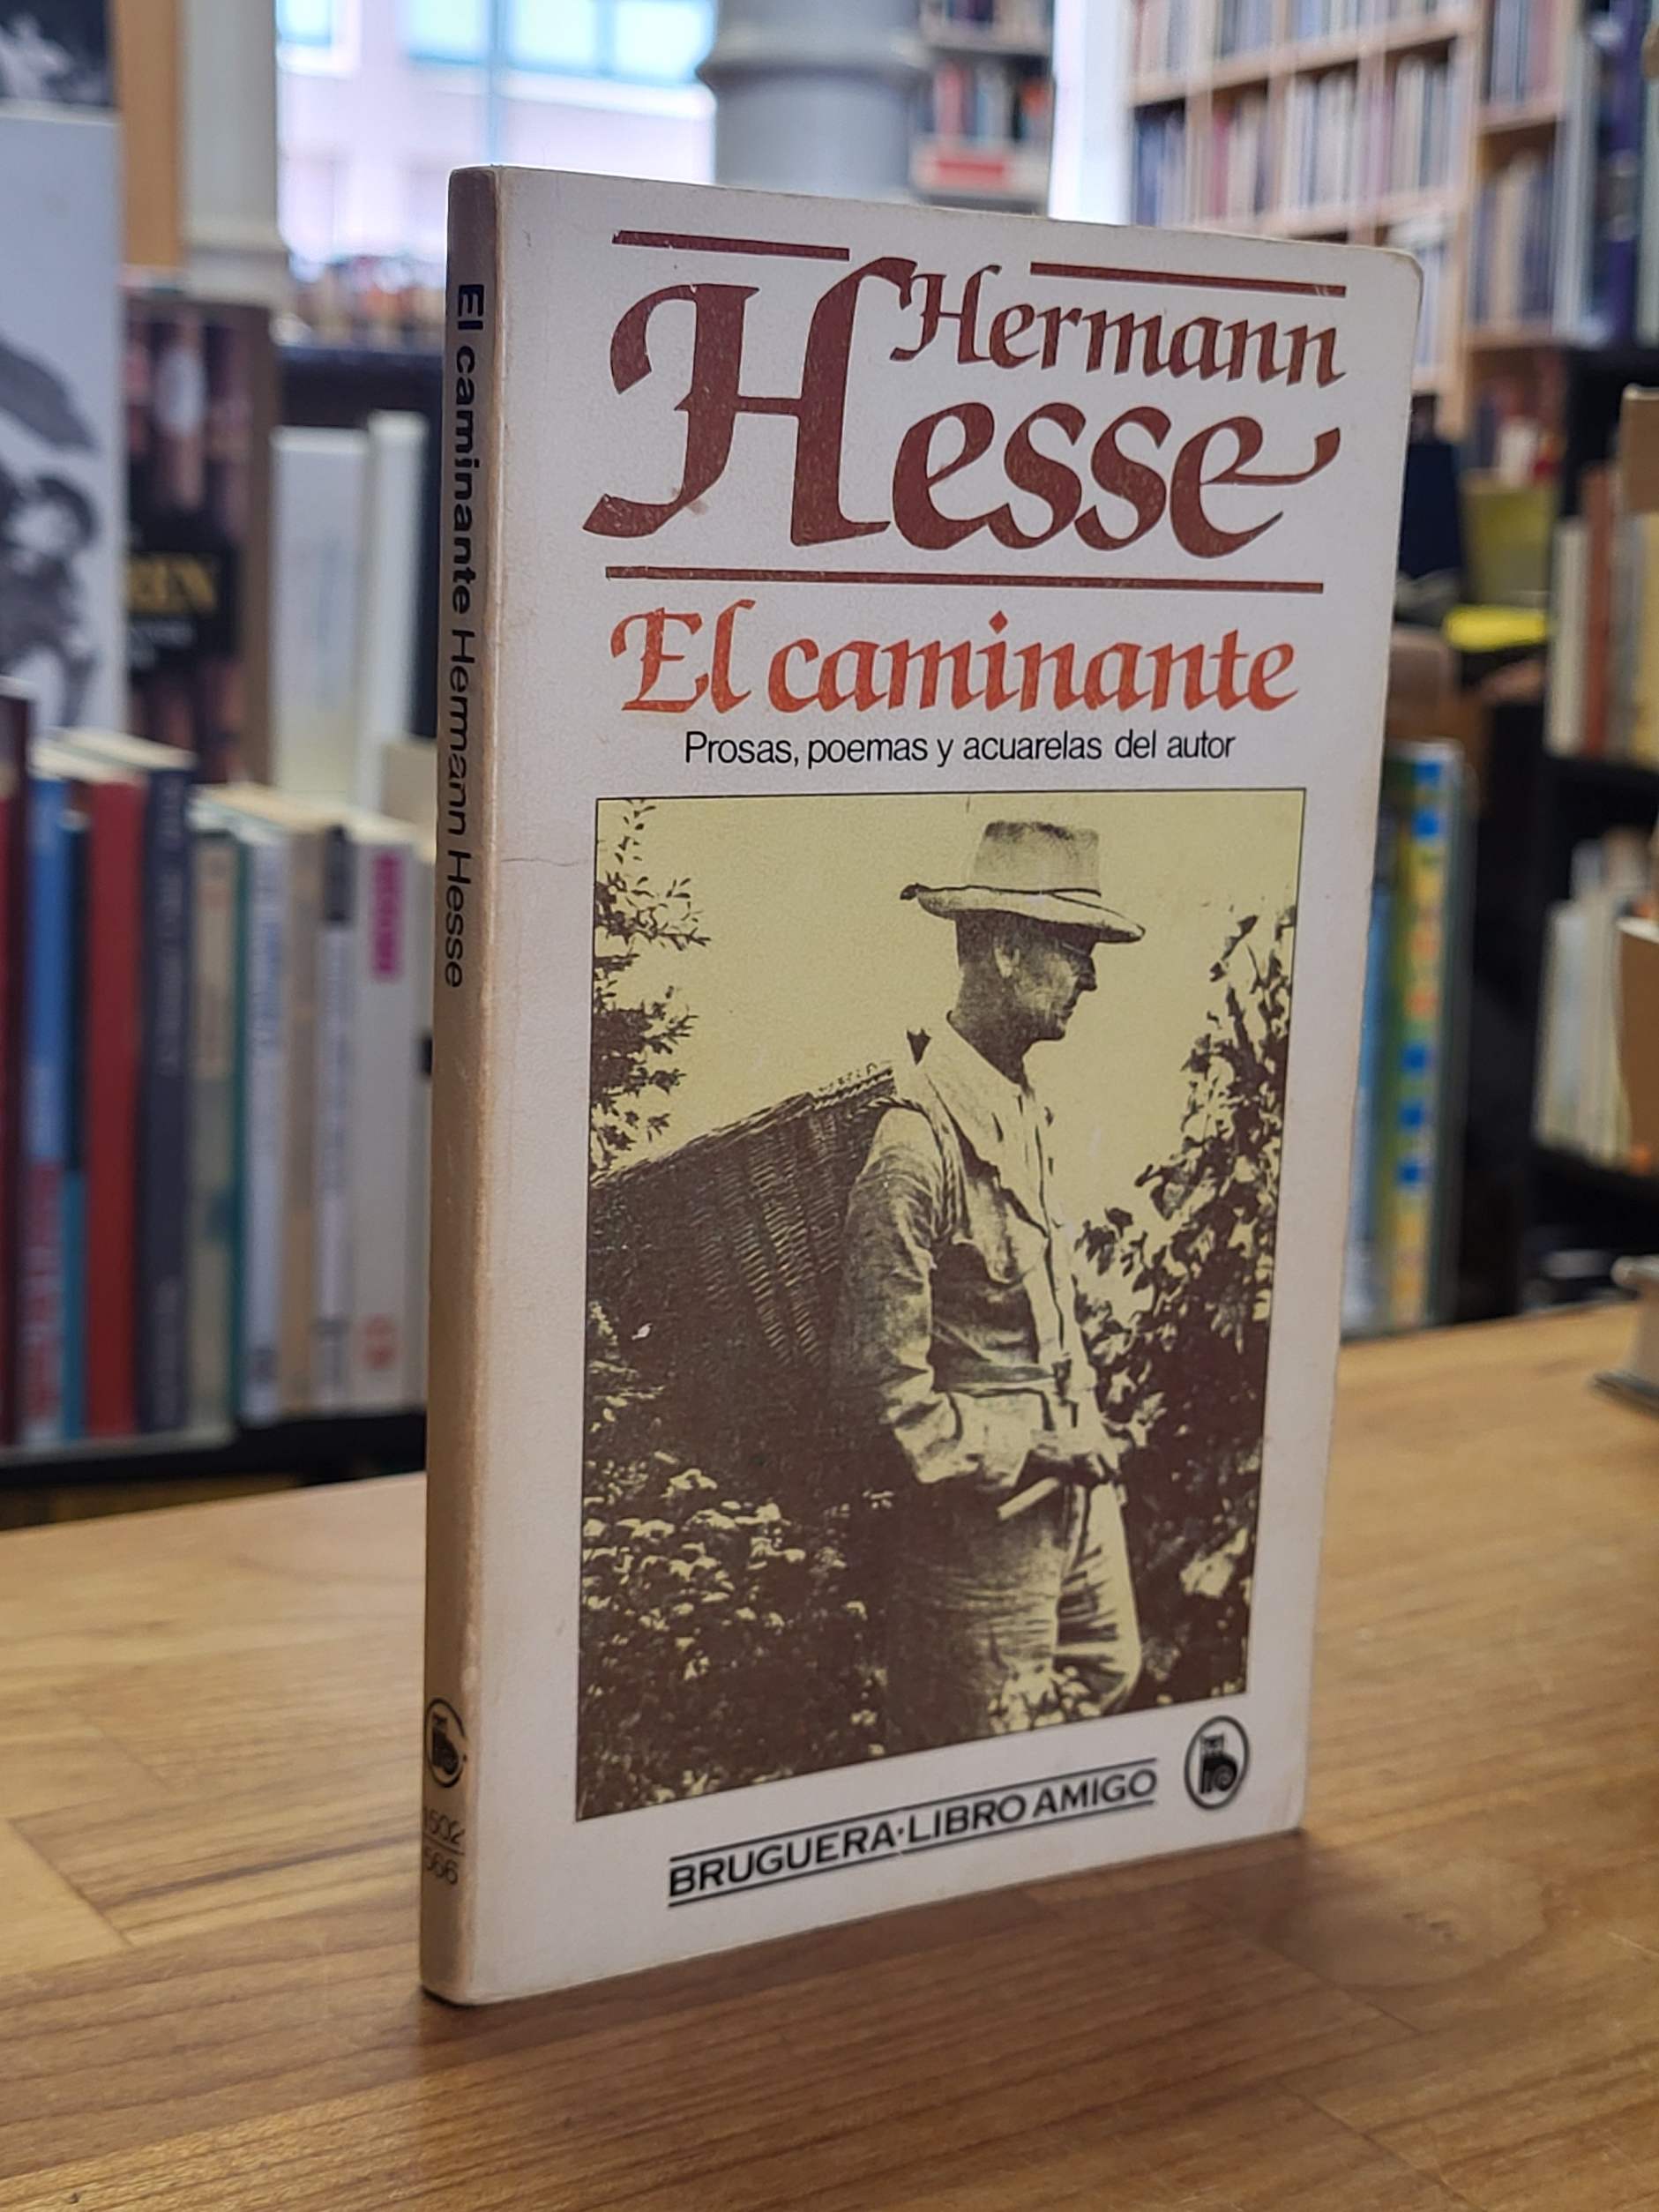 Hermann
Hesse
El caminante
Prosas, poemas y acuarelas del autor
BRUGUERA·LIBRO AMIGO
El caminante Hermann Hesse